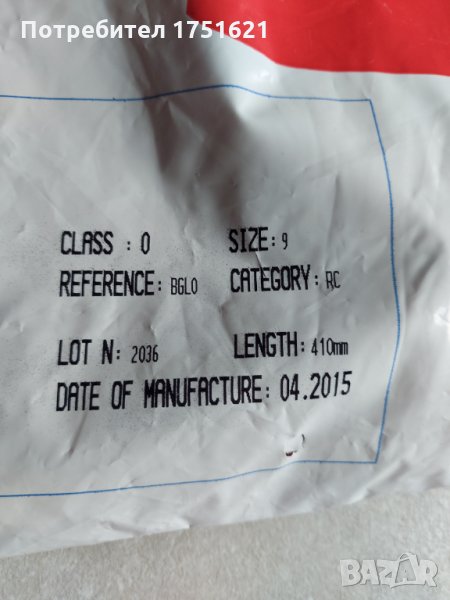 Потребител 1751621
CLASS : 0 SIZE: 9
REFERENCE: BGLO CATEGORY: RC
LOT N: 2036 LENGTH: 410mm
DATE OF MANUFACTURE: 04.2015
BAZAR